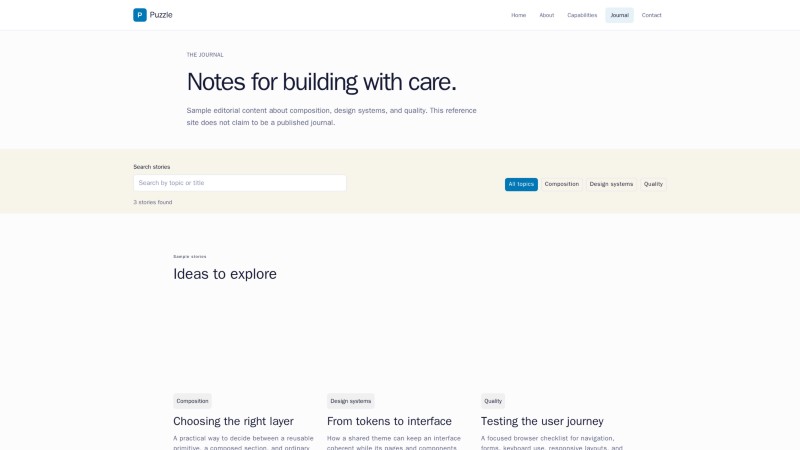 P Puzzle
Home About Capabilities Journal Contact
THE JOURNAL
Notes for building with care.
Sample editorial content about composition, design systems, and quality. This reference
site does not claim to be a published journal.
Search stories
Search by topic or title
All topics Composition Design systems Quality
3 stories found
Sample stories
Ideas to explore
Composition
Choosing the right layer
A practical way to decide between a reusable
primitive, a composed section, and ordinary
Design systems
From tokens to interface
How a shared theme can keep an interface
coherent while its pages and components
Quality
Testing the user journey
A focused browser checklist for navigation,
forms, keyboard use, responsive layouts, and